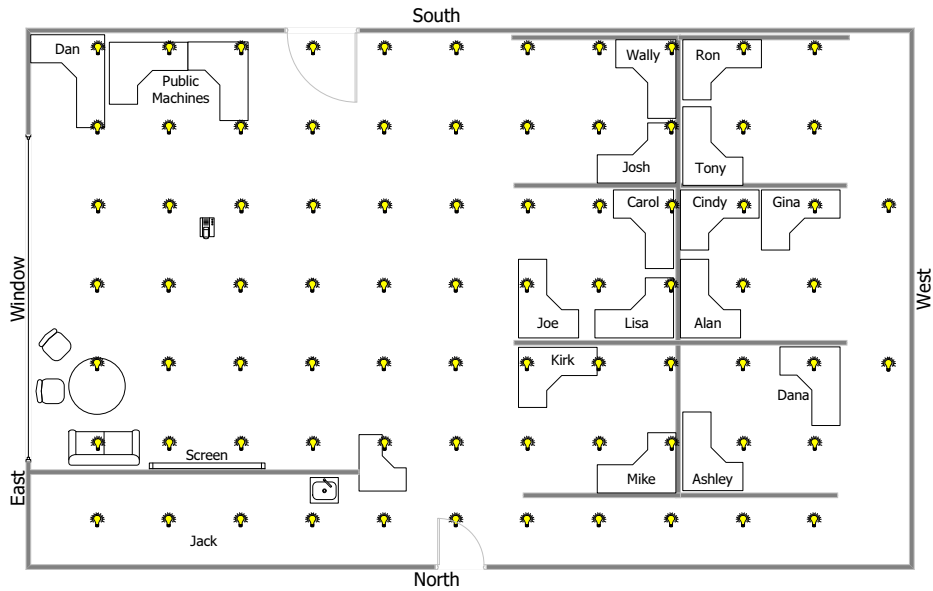 South
Dan
Wally
Ron
Public
Machines
Josh
Tony
Carol
Cindy
Gina
Window
West
Joe
Lisa
Alan
Kirk
Dana
Screen
East
Mike
Ashley
Jack
North